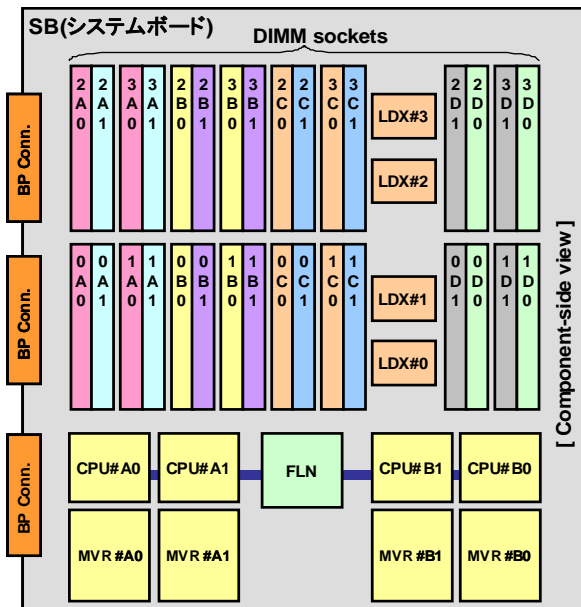 SB(システムボード)
DIMM sockets
BP Conn.
2A0 2A1 3A0 3A1 2B0 2B1 3B0 3B1 2C0 2C1 3C0 3C1
LDX#3
LDX#2
2D1 2D0 3D1 3D0
BP Conn.
0A0 0A1 1A0 1A1 0B0 0B1 1B0 1B1 0C0 0C1 1C0 1C1
LDX#1
LDX#0
0D1 0D0 1D1 1D0
[ Component-side view ]
BP Conn.
CPU#A0 CPU#A1 FLN CPU#B1 CPU#B0
MVR #A0 MVR #A1 MVR #B1 MVR #B0